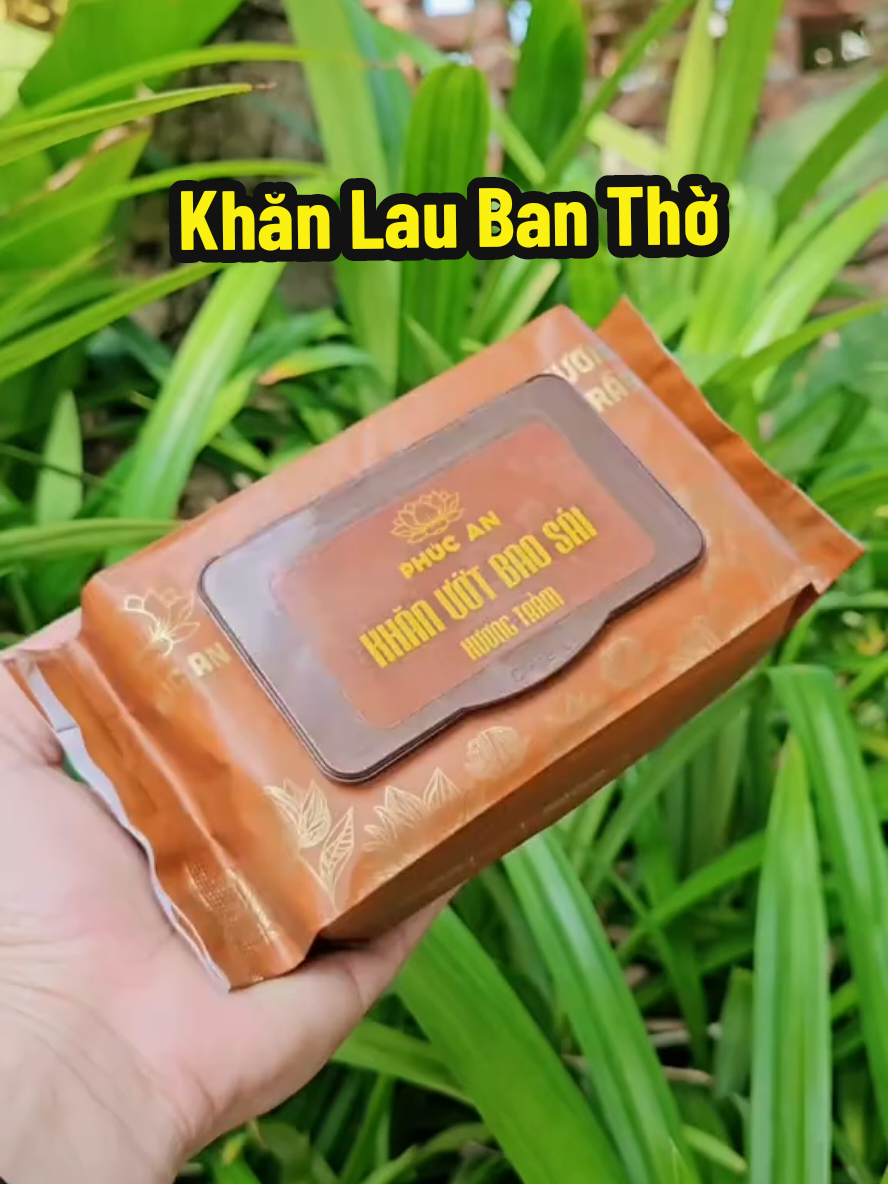 Khăn Lau Ban Thờ
PHÚC AN
KHĂN ƯỚT BAO SÁI
HƯƠNG TRẦM